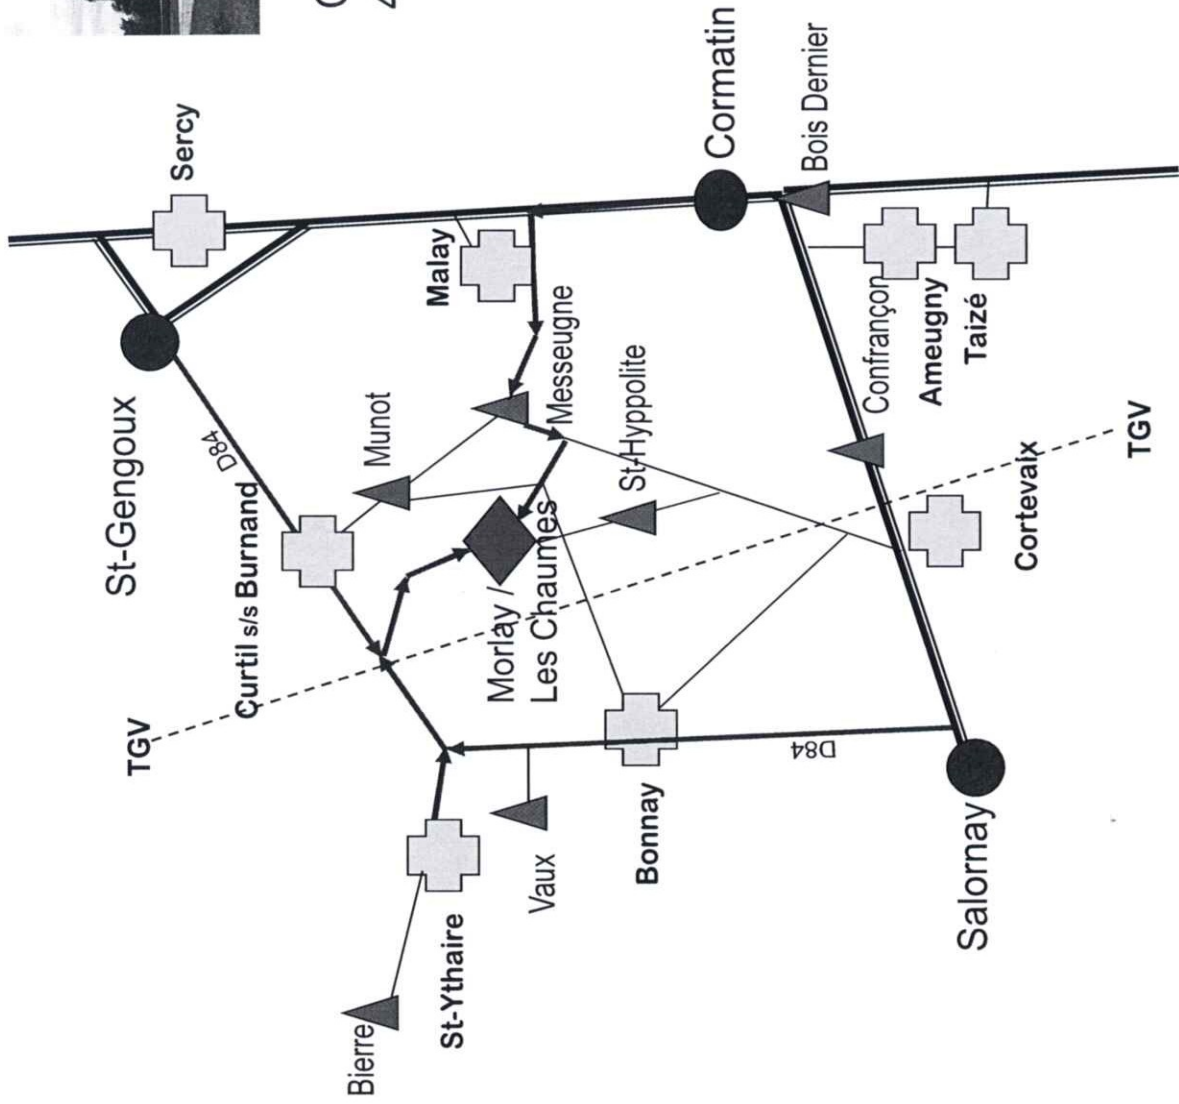 Sercy
Cormatin
Bois Dernier
Malay
St-Gengoux
D84
Munot
Messeugne
St-Hyppolite
Confrançon
Ameugny
Taizé
Curtil s/s Burnand
Morlay /
Les Chaumes
TGV
Cortevaix
TGV
D84
Vaux
Bonnay
Salornay
St-Ythaire
Bierre